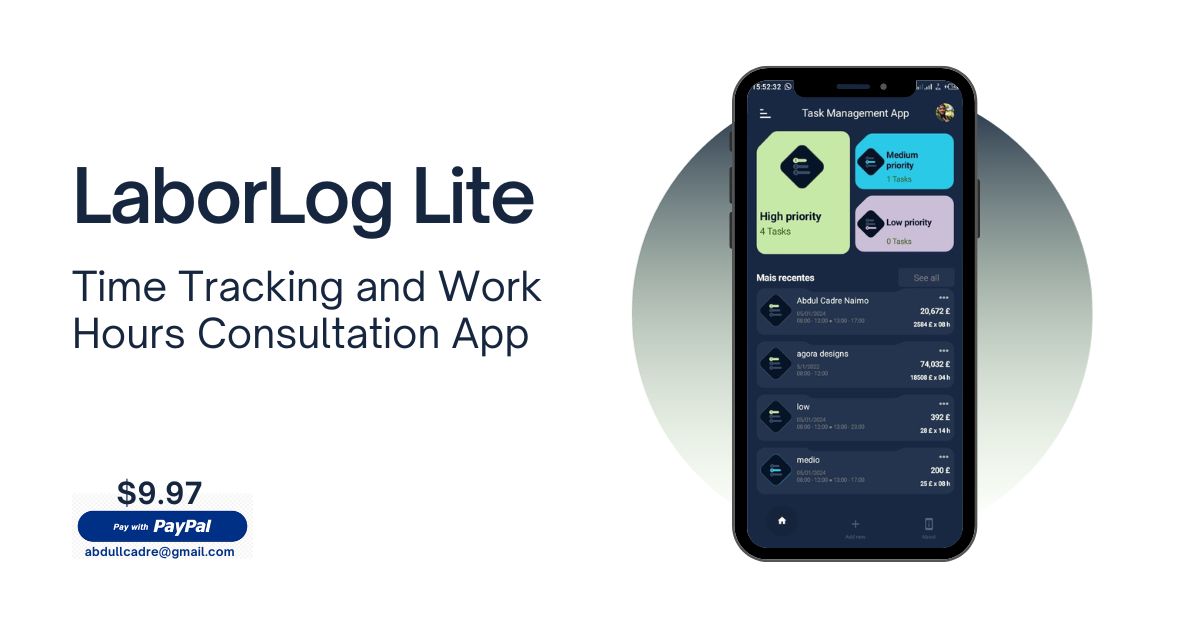 LaborLog Lite
Time Tracking and Work
Hours Consultation App
$9.97
Pay with PayPal
abdullcadre@gmail.com
15:52:32
Task Management App
High priority
4 Tasks
Medium
priority
1 Tasks
Low priority
0 Tasks
Mais recentes
See all
Abdul Cadre Naimo
05/01/2024
08:00 - 12:00 • 13:00 - 17:00
20,672 £
2584 £ x 08 h
agora designs
5/1/2022
08:00 - 12:00
74,032 £
18508 £ x 04 h
low
05/01/2024
08:00 - 12:00 • 13:00 - 23:00
392 £
28 £ x 14 h
medio
05/01/2024
08:00 - 12:00 • 13:00 - 17:00
200 £
25 £ x 08 h
Add new
About